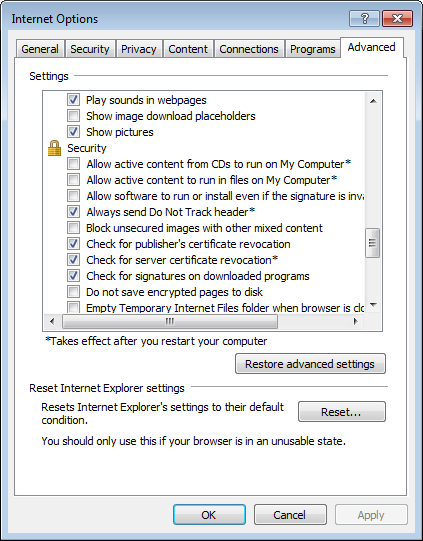 Internet Options
General Security Privacy Content Connections Programs Advanced
Settings
Play sounds in webpages
Show image download placeholders
Show pictures
Security
Allow active content from CDs to run on My Computer*
Allow active content to run in files on My Computer*
Allow software to run or install even if the signature is inva
Always send Do Not Track header*
Block unsecured images with other mixed content
Check for publisher's certificate revocation
Check for server certificate revocation*
Check for signatures on downloaded programs
Do not save encrypted pages to disk
Empty Temporary Internet Files folder when browser is clo
*Takes effect after you restart your computer
Restore advanced settings
Reset Internet Explorer settings
Resets Internet Explorer's settings to their default
condition.
Reset...
You should only use this if your browser is in an unusable state.
OK Cancel Apply